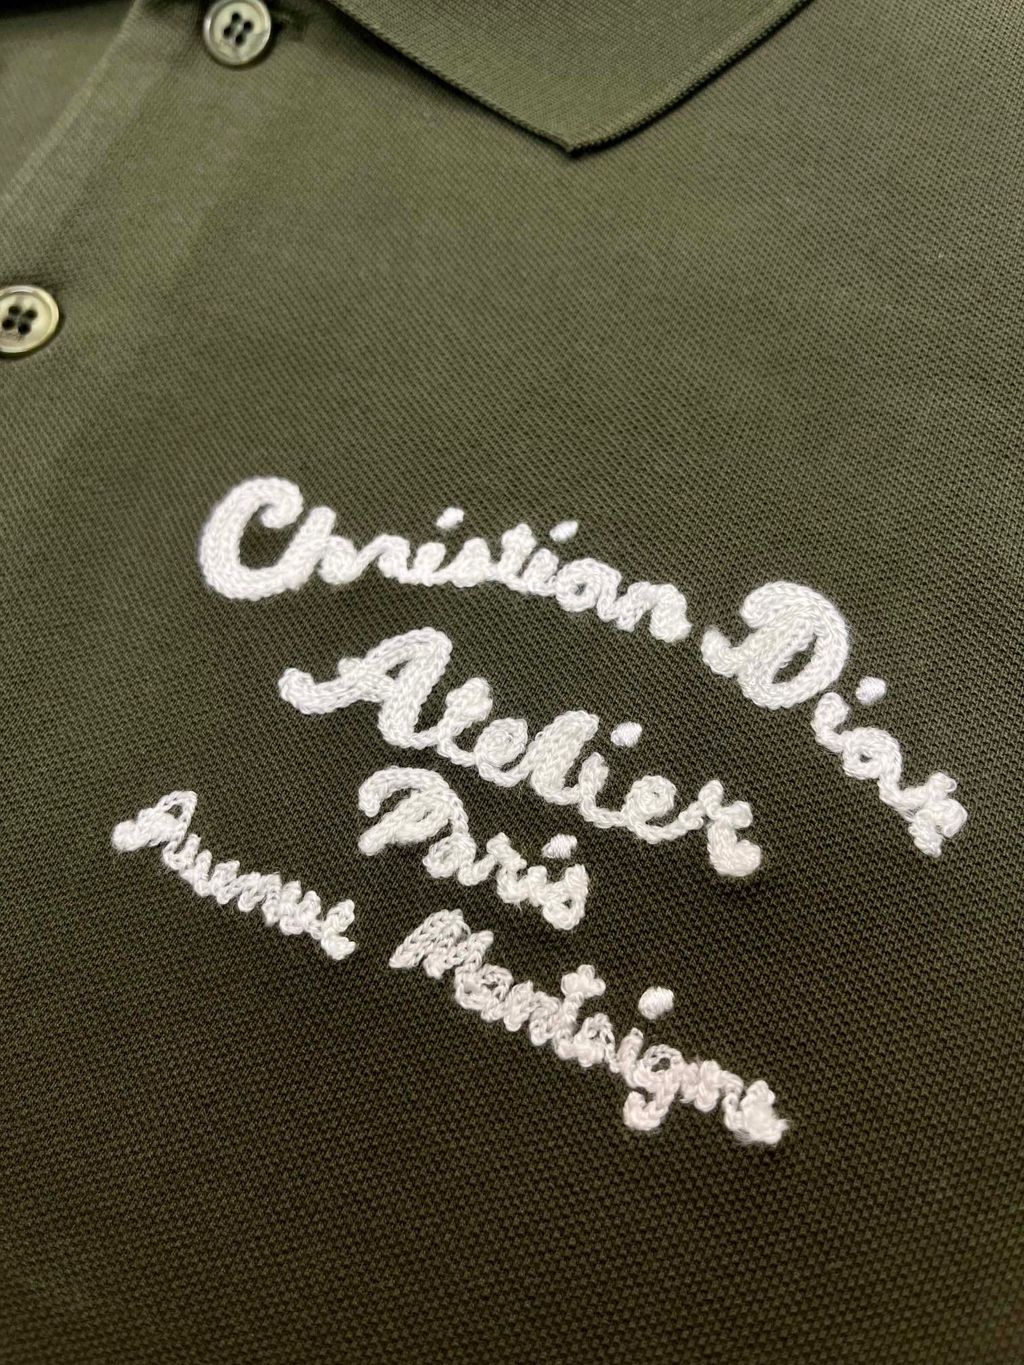 Christian Dior
Atelier
Paris
Avenue Montaigne